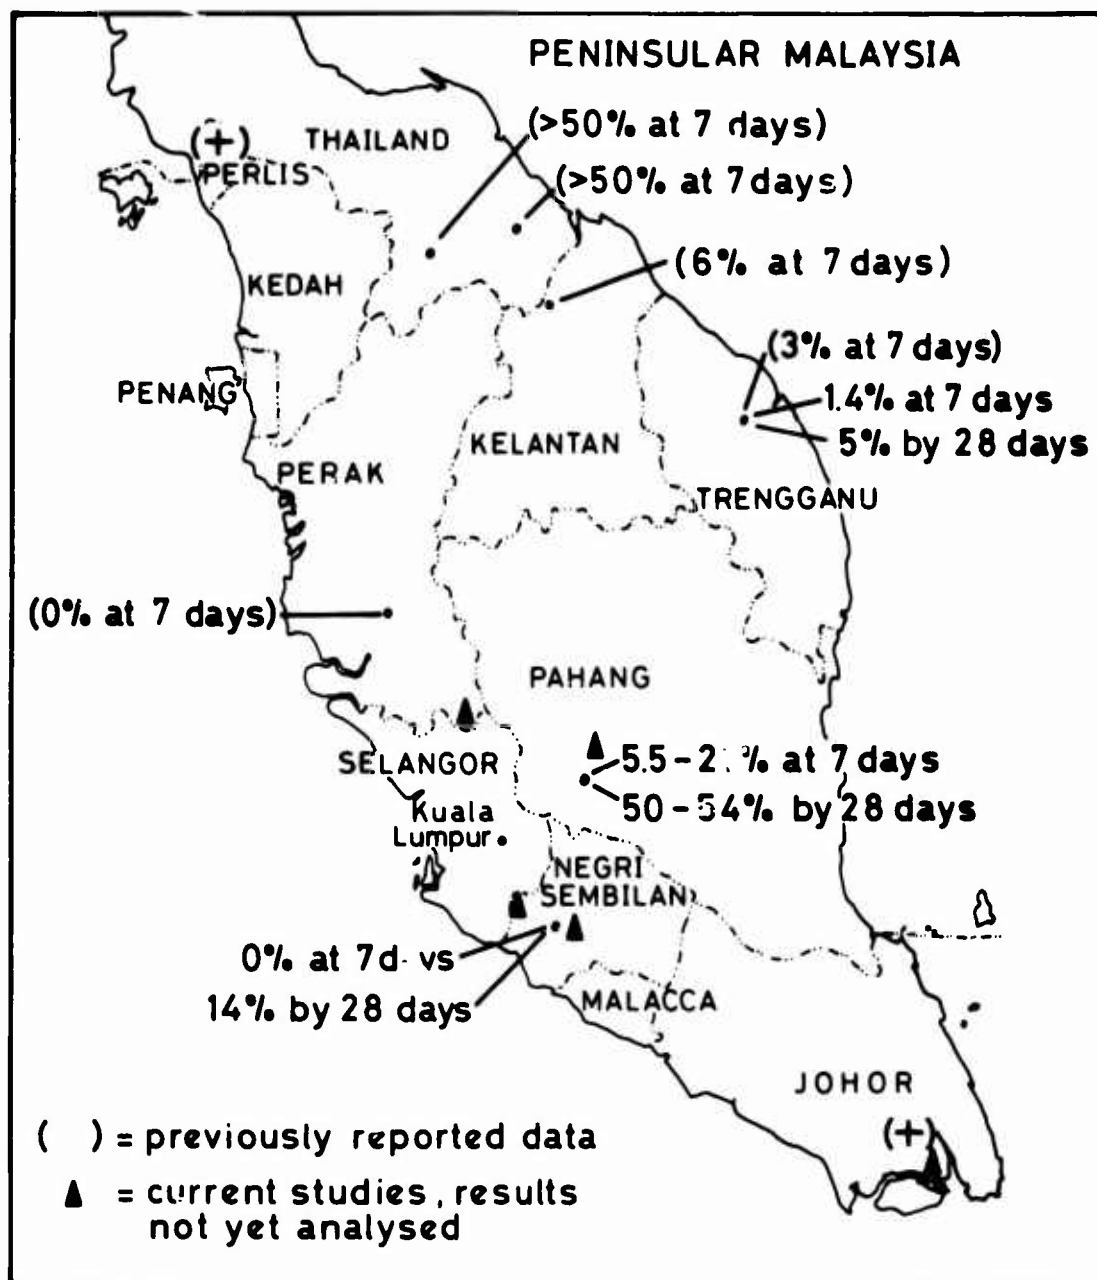 PENINSULAR MALAYSIA
(>50% at 7 days)
(+)
THAILAND
(>50% at 7 days)
PERLIS
(6% at 7 days)
KEDAH
(3% at 7 days)
PENANG
1.4% at 7 days
KELANTAN
5% by 28 days
PERAK
TRENGGANU
(0% at 7 days)
PAHANG
SELANGOR
at 7 days
Kuala
by 28 days
Lumpur
NEGRI
SEMBILAN
0% at
14% by 28 days
MALACCA
JOHOR
(+)
( ) = previously reported data
▲ = current studies, results
not yet analysed